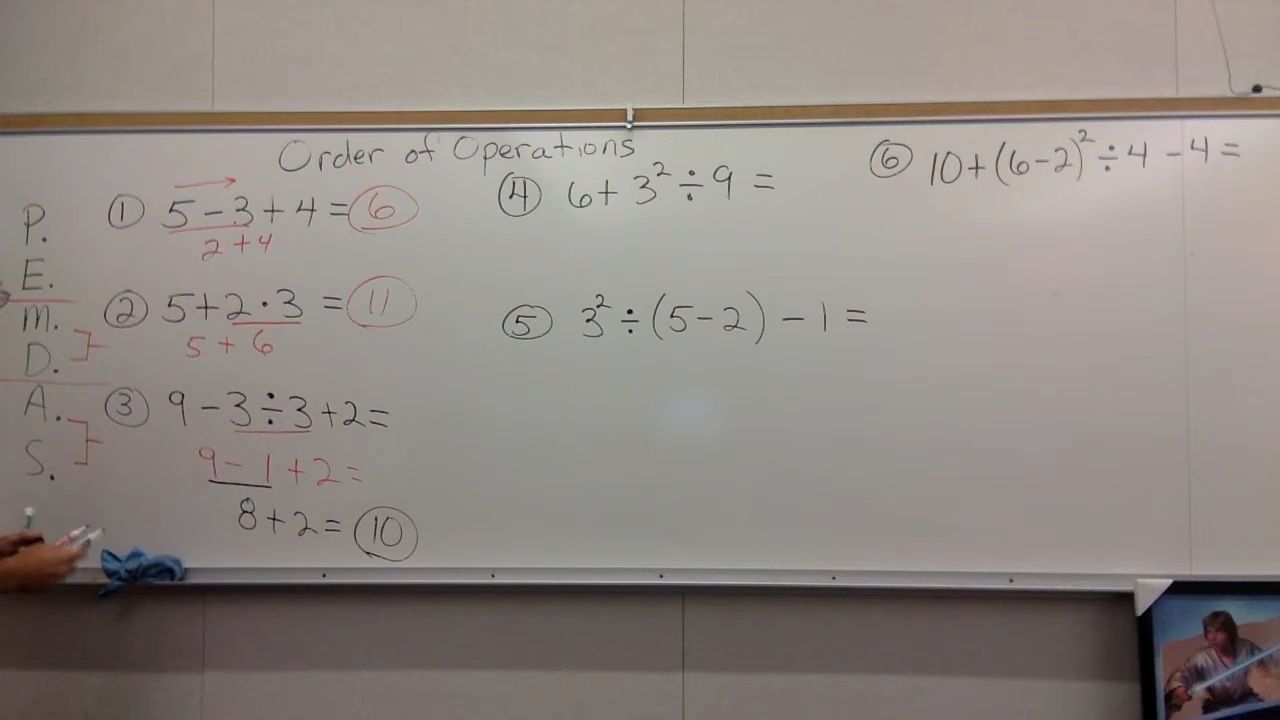 Order of Operations
P.
E.
M.
D.
A.
S.
① 5 - 3 + 4 = 6
2 + 4
② 5 + 2 · 3 = 11
5 + 6
③ 9 - 3 ÷ 3 + 2 =
9 - 1 + 2 =
8 + 2 = 10
④ 6 + 3² ÷ 9 =
⑤ 3² ÷ (5 - 2) - 1 =
⑥ 10 + (6 - 2)² ÷ 4 - 4 =